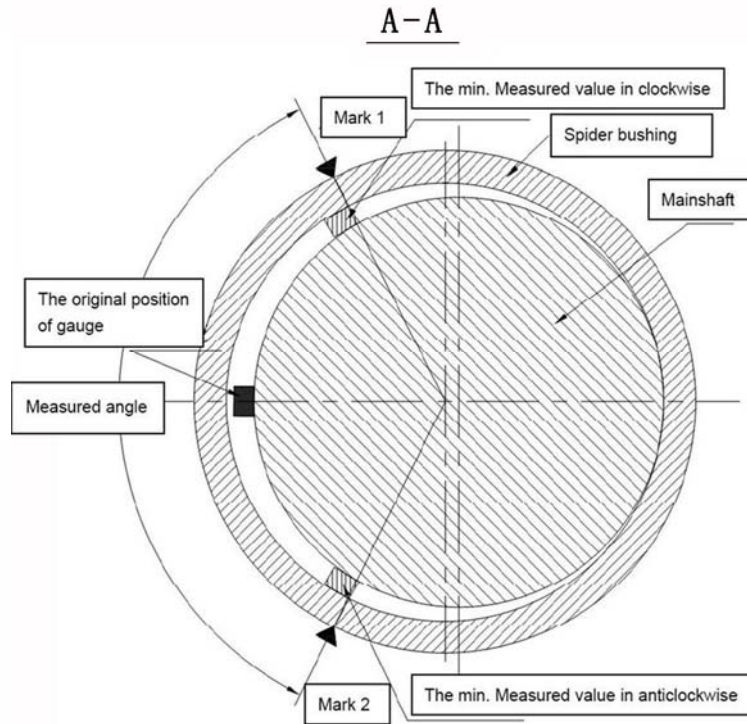 A-A
The min. Measured value in clockwise
Mark 1
Spider bushing
Mainshaft
The original position
of gauge
Measured angle
Mark 2
The min. Measured value in anticlockwise